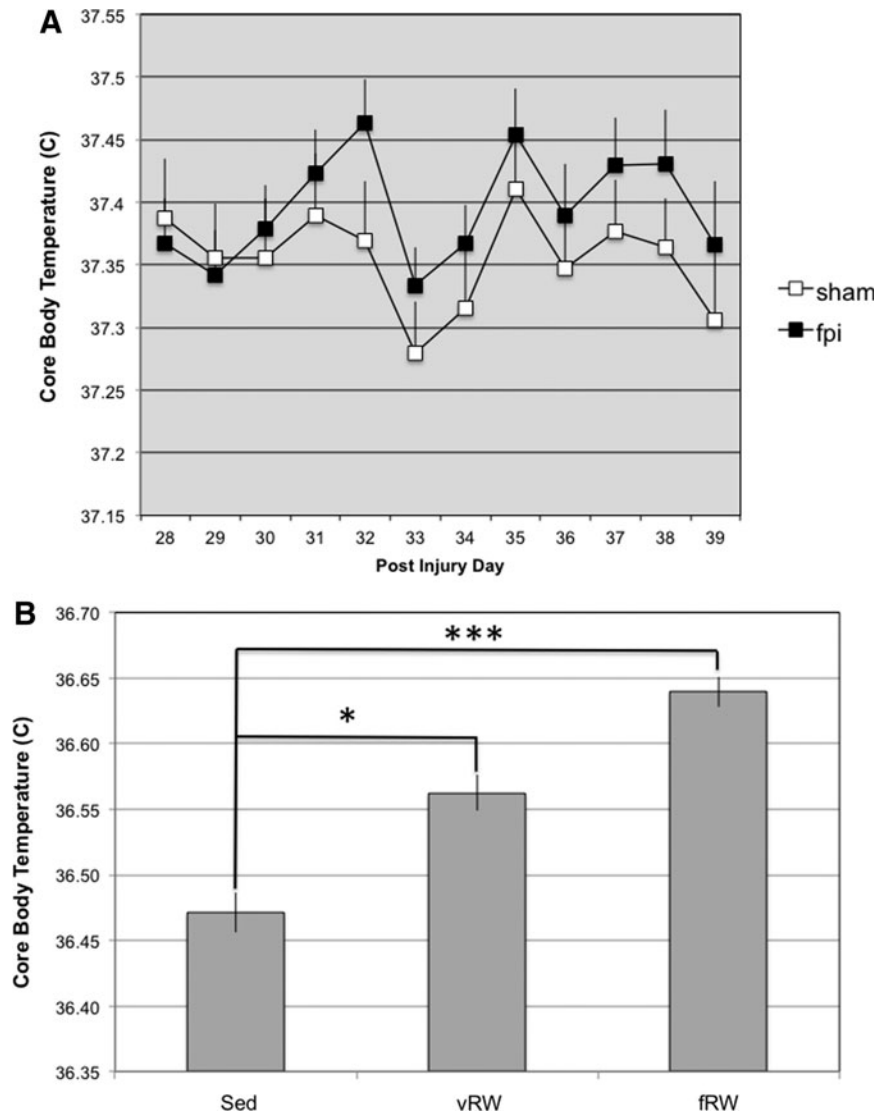 A
Core Body Temperature (C)
37.55
37.5
37.45
37.4
37.35
37.3
37.25
37.2
37.15
28 29 30 31 32 33 34 35 36 37 38 39
Post Injury Day
sham
fpi
B
Core Body Temperature (C)
36.70
36.65
36.60
36.55
36.50
36.45
36.40
36.35
***
*
Sed vRW fRW